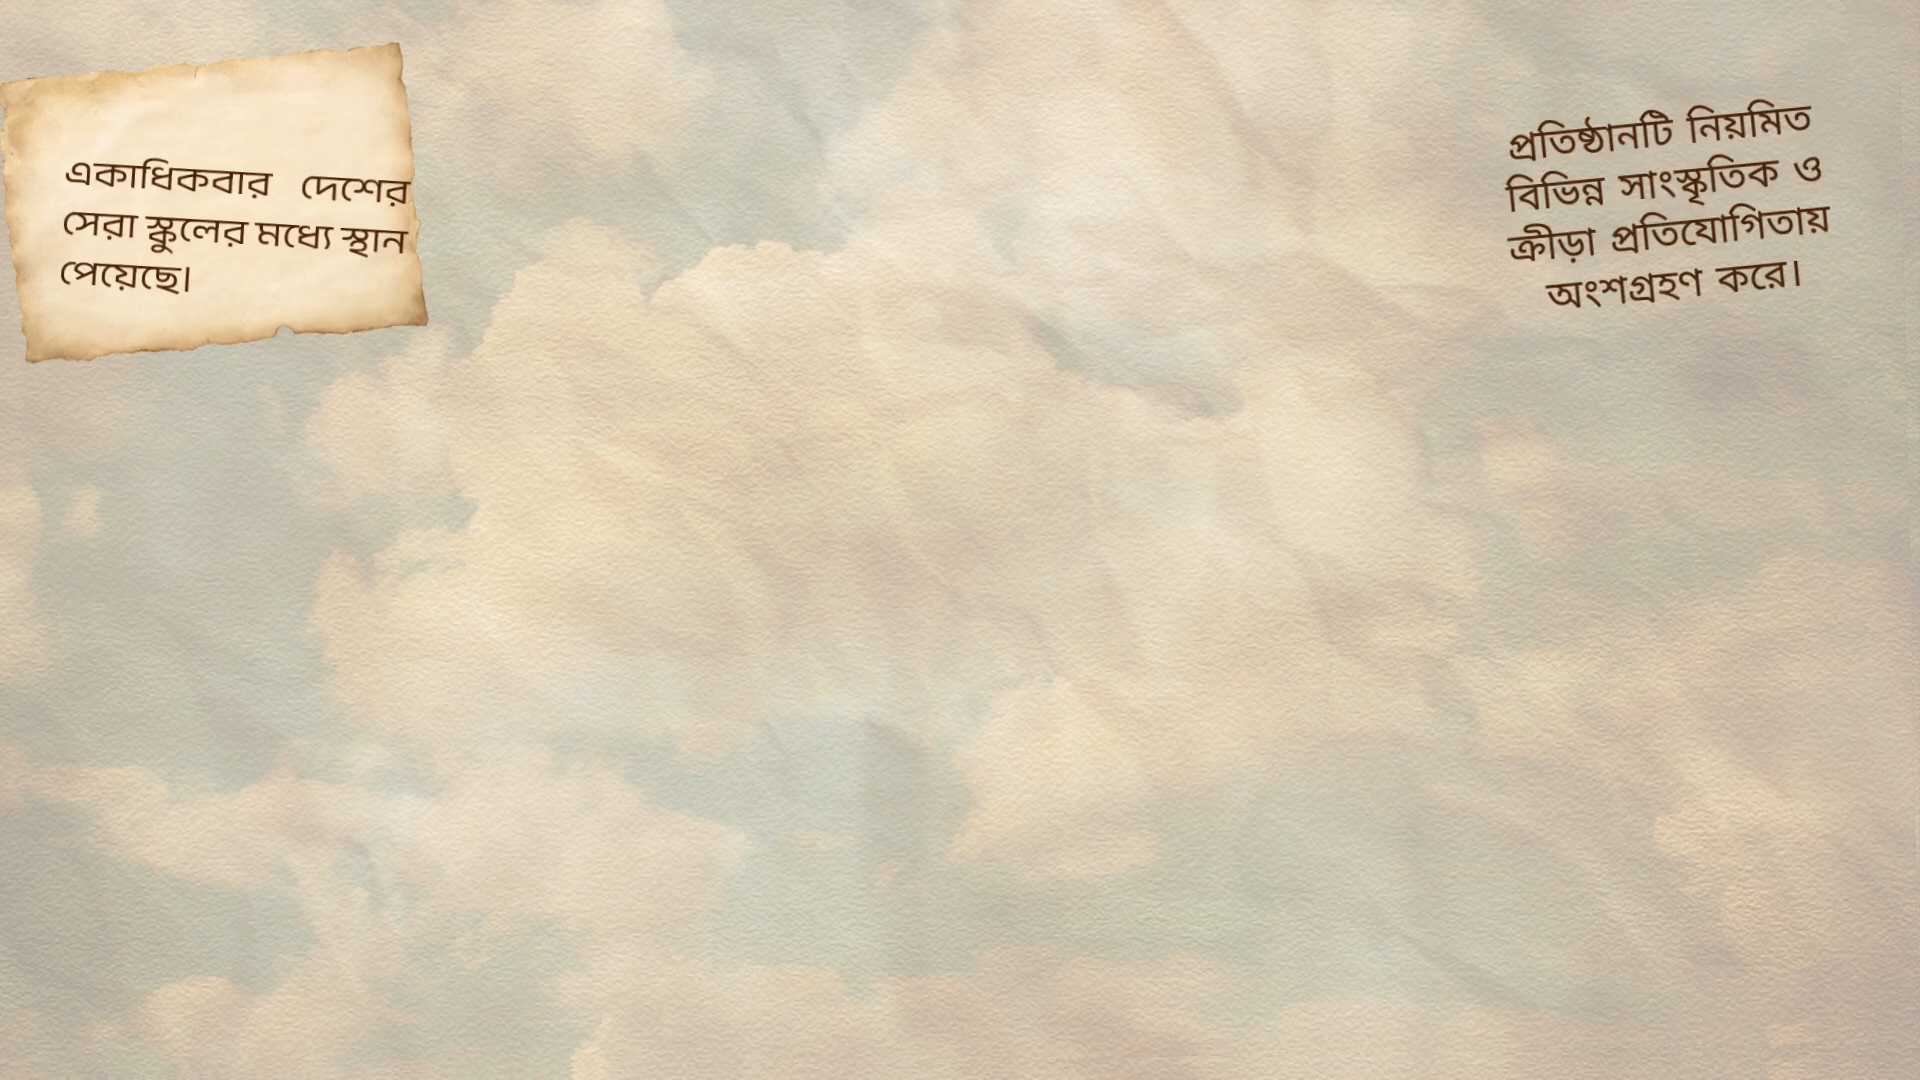 একাধিকবার দেশের
সেরা স্কুলের মধ্যে স্থান
পেয়েছে।
প্রতিষ্ঠানটি নিয়মিত
বিভিন্ন সাংস্কৃতিক ও
ক্রীড়া প্রতিযোগিতায়
অংশগ্রহণ করে।